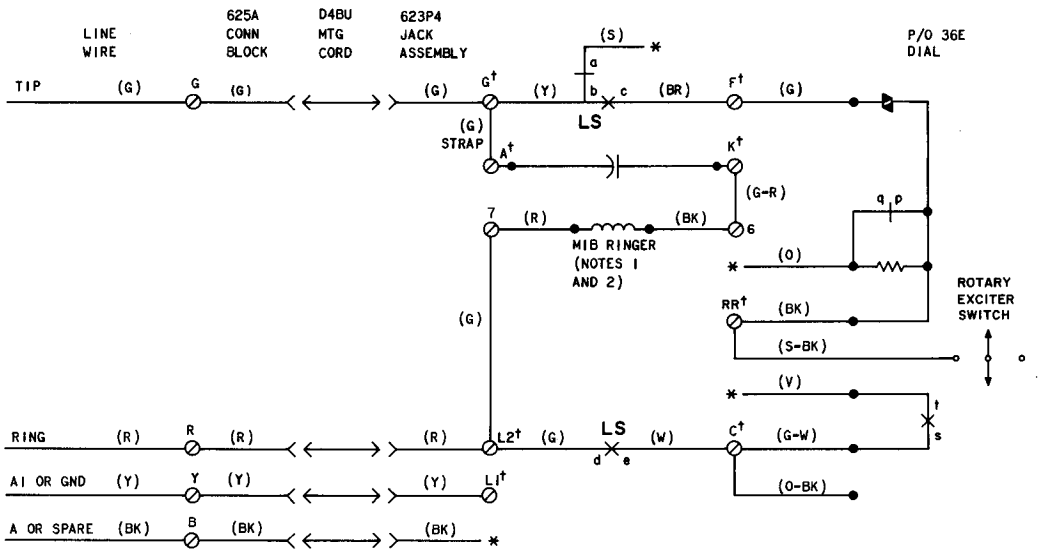 LINE WIRE
625A CONN BLOCK
D4BU MTG CORD
623P4 JACK ASSEMBLY
P/O 36E DIAL
(S) *
a
TIP (G) G (G) (G) G† (Y) b c (BR) F† (G)
LS
(G) STRAP
A† K†
(G-R)
7 (R) (BK) 6
MIB RINGER (NOTES 1 AND 2)
q p
* (O)
(G)
RR† (BK)
ROTARY EXCITER SWITCH
(S-BK)
* (V)
t
s
LS
RING (R) R (R) (R) L2† (G) d e (W) C† (G-W)
A1 OR GND (Y) Y (Y) (Y) L1†
(O-BK)
A OR SPARE (BK) B (BK) (BK) *